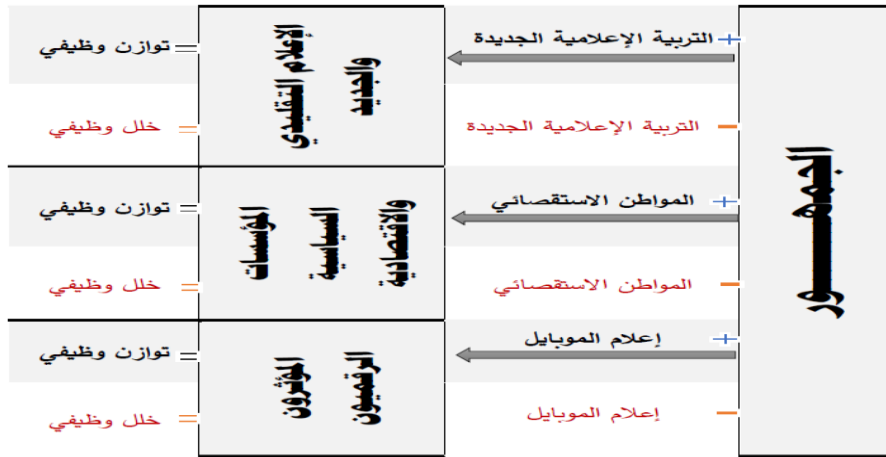 الجمهــــور
+ التربية الإعلامية الجديدة
الإعلام التقليدي
والجديد
= توازن وظيفي
− التربية الإعلامية الجديدة
= خلل وظيفي
+ المواطن الاستقصائي
المؤسسات
السياسية
والاقتصادية
= توازن وظيفي
− المواطن الاستقصائي
= خلل وظيفي
+ إعلام الموبايل
المؤثرون
الرقميون
= توازن وظيفي
− إعلام الموبايل
= خلل وظيفي